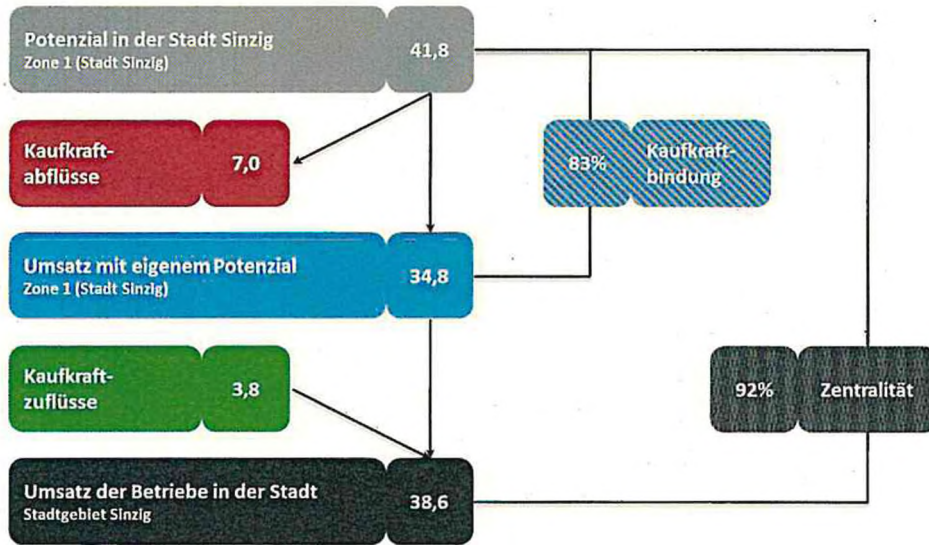 Potenzial in der Stadt Sinzig
Zone 1 (Stadt Sinzig)
41,8
Kaufkraft-
abflüsse
7,0
83%
Kaufkraft-
bindung
Umsatz mit eigenem Potenzial
Zone 1 (Stadt Sinzig)
34,8
Kaufkraft-
zuflüsse
3,8
92%
Zentralität
Umsatz der Betriebe in der Stadt
Stadtgebiet Sinzig
38,6